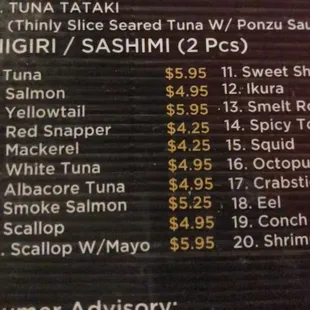 . TUNA TATAKI
(Thinly Slice Seared Tuna W/ Ponzu Sau
IGIRI / SASHIMI (2 Pcs)
Tuna $5.95 11. Sweet Sh
Salmon $4.95 12. Ikura
Yellowtail $5.95 13. Smelt Ro
Red Snapper $4.25 14. Spicy To
Mackerel $4.25 15. Squid
White Tuna $4.95 16. Octopu
Albacore Tuna $4.95 17. Crabsti
Smoke Salmon $5.25 18. Eel
Scallop $4.95 19. Conch
. Scallop W/Mayo $5.95 20. Shrim
umer Advisory: